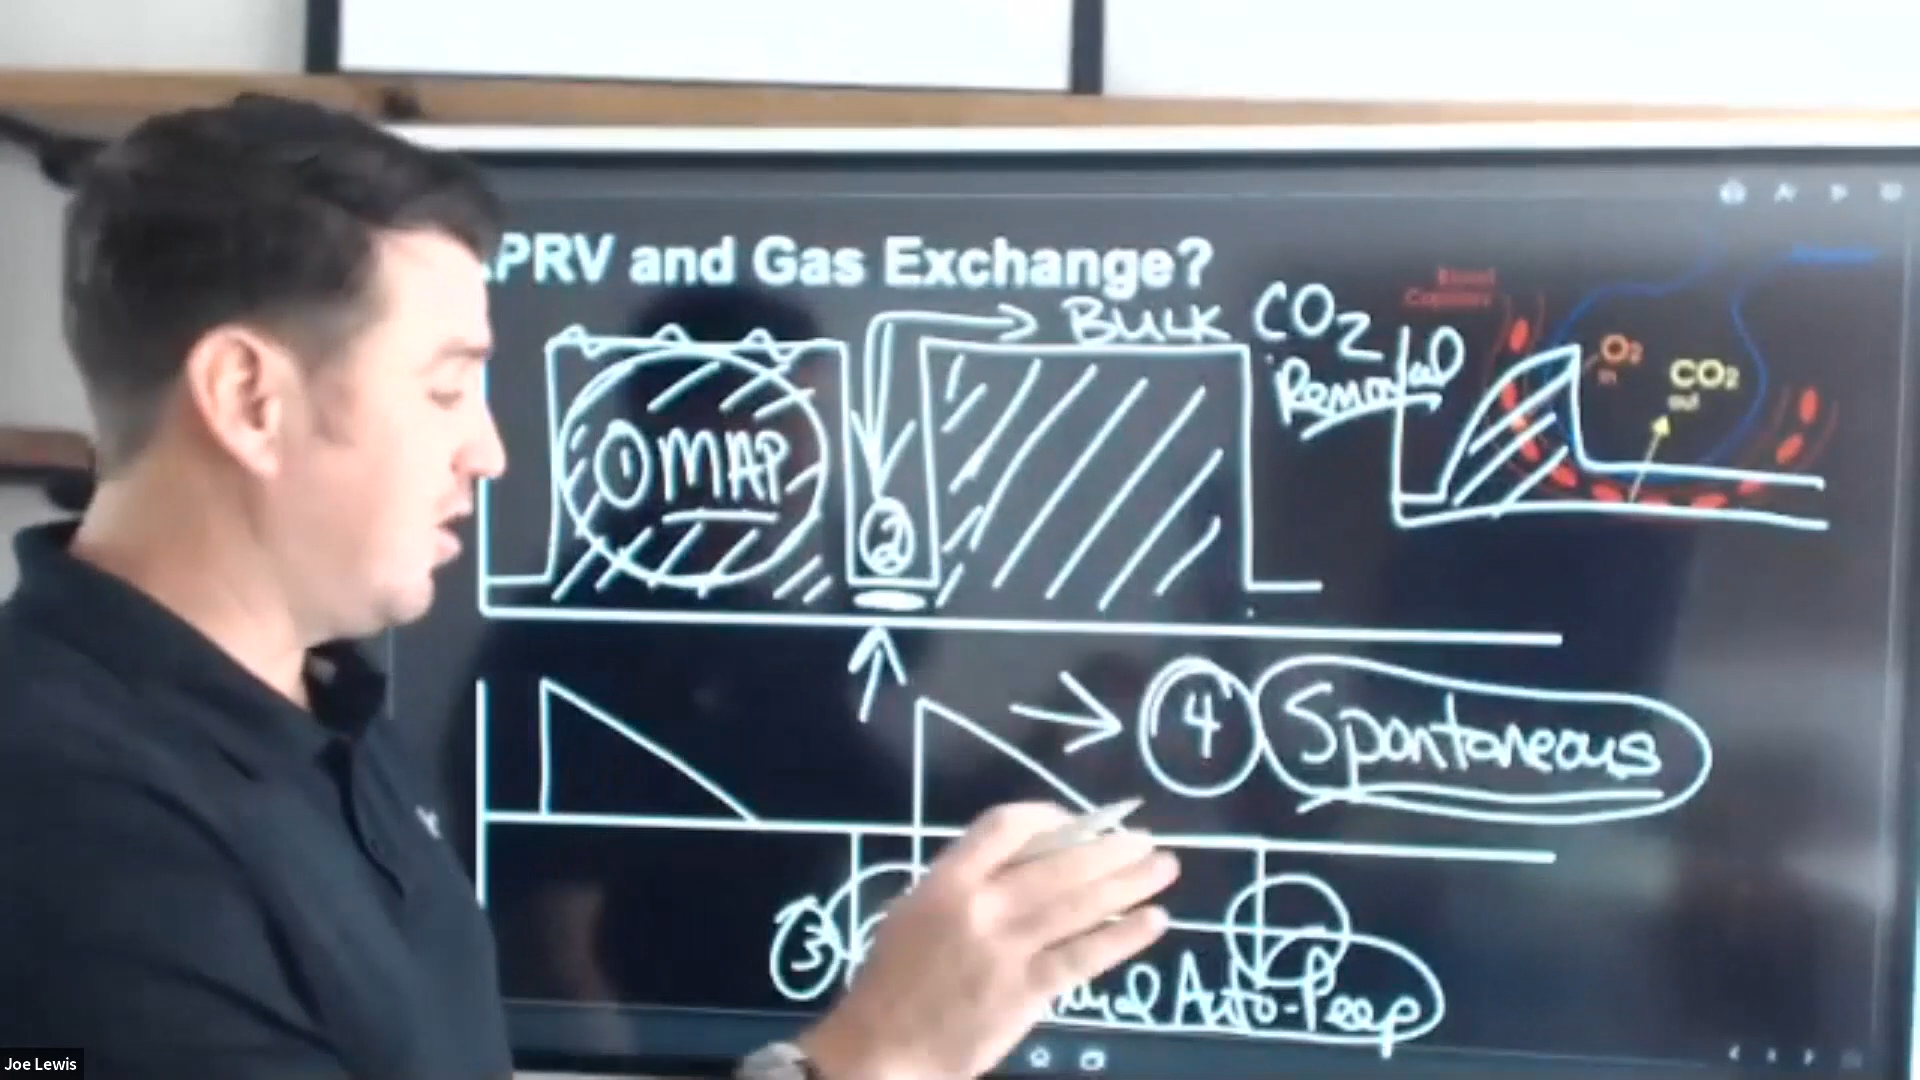 PRV and Gas Exchange?
Blood
Capillary
BULK CO2
Removal
O2
in
CO2
out
1 MAP
2
4 Spontaneous
3
Auto-Peep
Joe Lewis